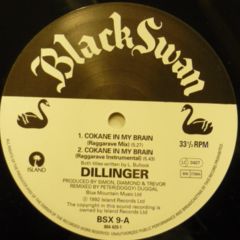 Black Swan
1. COKANE IN MY BRAIN
(Raggarave Mix) (5.27)
2. COKANE IN MY BRAIN
(Raggarave Instrumental) (5.43)
Both titles written by L. Bullock
DILLINGER
PRODUCED BY SIMON, DIAMOND & TREVOR
REMIXED BY PETER(DOGGY) DUGGAL
Blue Mountain Music Ltd
ISLAND
33⅓ RPM
℗ 1992 Island Records Ltd
The copyright in this sound recording is
owned by Island Records Ltd
BSX 9-A